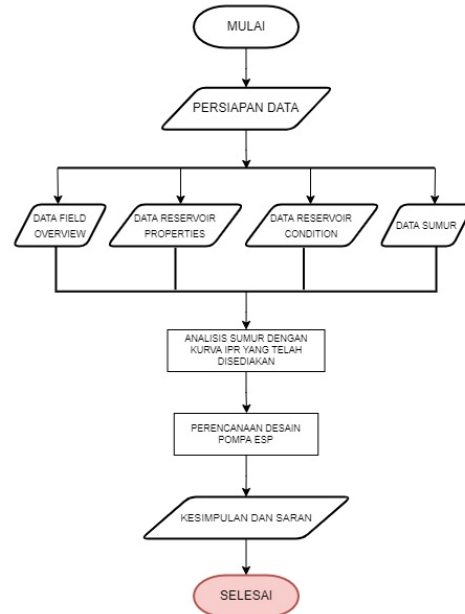 MULAI
PERSIAPAN DATA
DATA FIELD
OVERVIEW
DATA RESERVOIR
PROPERTIES
DATA RESERVOIR
CONDITION
DATA SUMUR
ANALISIS SUMUR DENGAN
KURVA IPR YANG TELAH
DISEDIAKAN
PERENCANAAN DESAIN
POMPA ESP
KESIMPULAN DAN SARAN
SELESAI